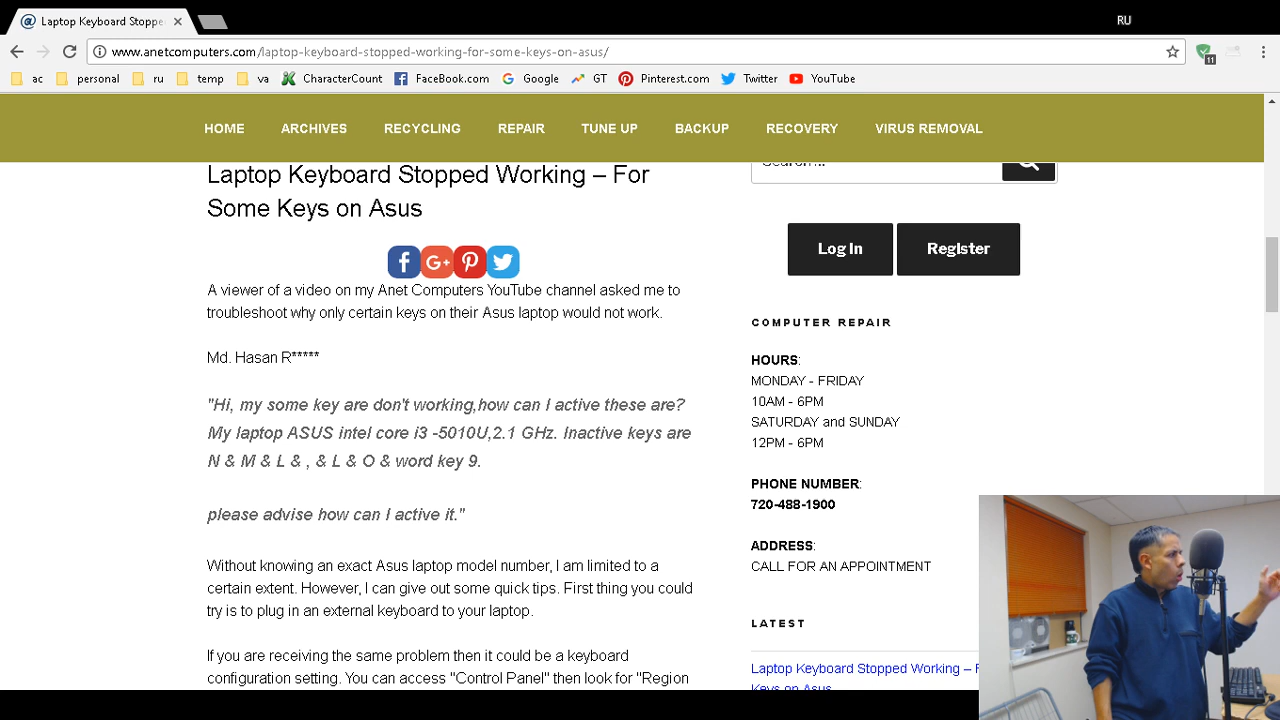 RU
Laptop Keyboard Stoppe
www.anetcomputers.com/laptop-keyboard-stopped-working-for-some-keys-on-asus/
11
ac personal ru temp va CharacterCount FaceBook.com Google GT Pinterest.com Twitter YouTube
HOME ARCHIVES RECYCLING REPAIR TUNE UP BACKUP RECOVERY VIRUS REMOVAL
Laptop Keyboard Stopped Working – For
Some Keys on Asus
A viewer of a video on my Anet Computers YouTube channel asked me to
troubleshoot why only certain keys on their Asus laptop would not work.
Md. Hasan R*****
"Hi, my some key are don't working,how can I active these are?
My laptop ASUS intel core i3 -5010U,2.1 GHz. Inactive keys are
N & M & L & , & L & O & word key 9.
please advise how can I active it."
Without knowing an exact Asus laptop model number, I am limited to a
certain extent. However, I can give out some quick tips. First thing you could
try is to plug in an external keyboard to your laptop.
If you are receiving the same problem then it could be a keyboard
configuration setting. You can access "Control Panel" then look for "Region
Search ...
Log In Register
COMPUTER REPAIR
HOURS:
MONDAY - FRIDAY
10AM - 6PM
SATURDAY and SUNDAY
12PM - 6PM
PHONE NUMBER:
720-488-1900
ADDRESS:
CALL FOR AN APPOINTMENT
LATEST
Laptop Keyboard Stopped Working – F
Keys on Asus